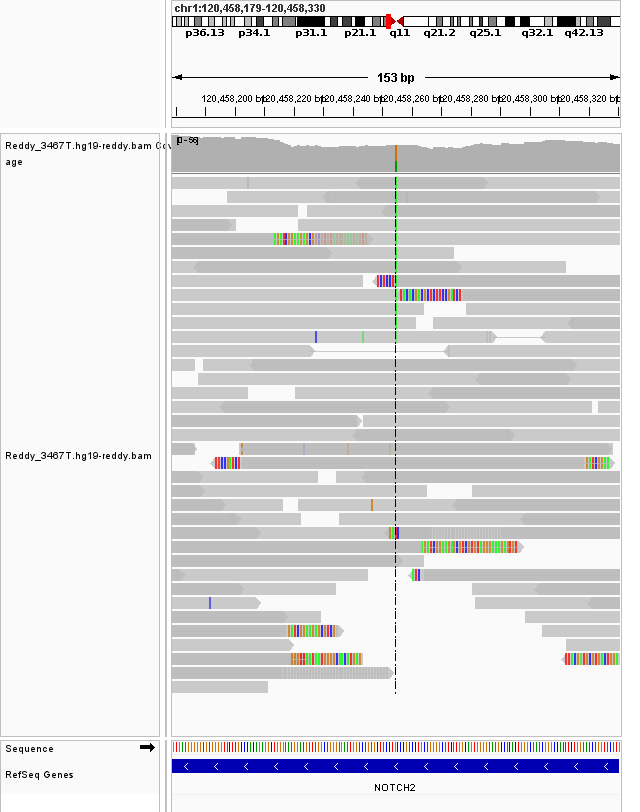 chr1:120,458,179-120,458,330
p36.13 p34.1 p31.1 p21.1 q11 q21.2 q25.1 q32.1 q42.13
153 bp
120,458,200 bp 120,458,220 bp 120,458,240 bp 120,458,260 bp 120,458,280 bp 120,458,300 bp 120,458,320 bp
[0 - 56]
Reddy_3467T.hg19-reddy.bam Cov
age
Reddy_3467T.hg19-reddy.bam
Sequence
RefSeq Genes
NOTCH2